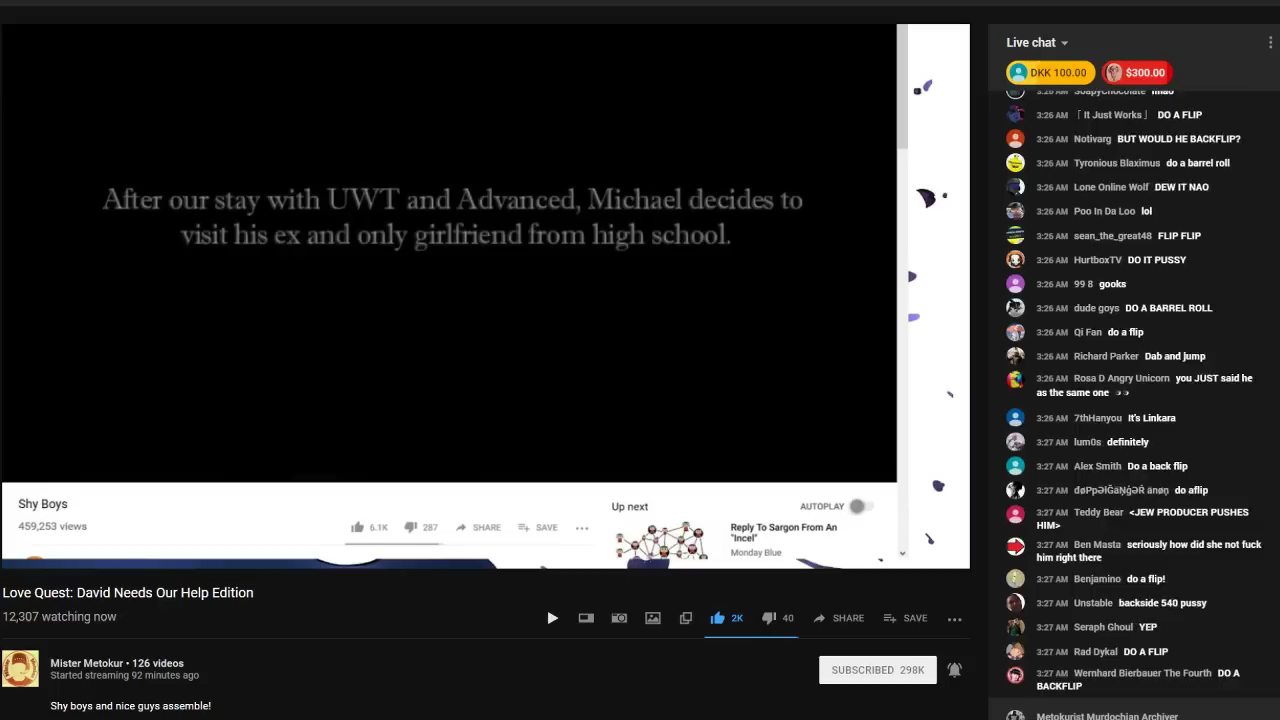 After our stay with UWT and Advanced, Michael decides to
visit his ex and only girlfriend from high school.
Shy Boys
459,253 views
6.1K
287
SHARE
SAVE
Up next
AUTOPLAY
Reply To Sargon From An
"Incel"
Monday Blue
Love Quest: David Needs Our Help Edition
12,307 watching now
2K
40
SHARE
SAVE
Mister Metokur • 126 videos
Started streaming 92 minutes ago
SUBSCRIBED 298K
Shy boys and nice guys assemble!
Live chat
DKK 100.00
$300.00
3:26 AM SoapyChocolate lmao
3:26 AM 「 It Just Works 」 DO A FLIP
3:26 AM Notivarg BUT WOULD HE BACKFLIP?
3:26 AM Tyronious Blaximus do a barrel roll
3:26 AM Lone Online Wolf DEW IT NAO
3:26 AM Poo In Da Loo lol
3:26 AM sean_the_great48 FLIP FLIP
3:26 AM HurtboxTV DO IT PUSSY
3:26 AM 99 8 gooks
3:26 AM dude goys DO A BARREL ROLL
3:26 AM Qi Fan do a flip
3:26 AM Richard Parker Dab and jump
3:26 AM Rosa D Angry Unicorn you JUST said he
as the same one
3:26 AM 7thHanyou It's Linkara
3:27 AM lum0s definitely
3:27 AM Alex Smith Do a back flip
3:27 AM do aflip
3:27 AM Teddy Bear <JEW PRODUCER PUSHES
HIM>
3:27 AM Ben Masta seriously how did she not fuck
him right there
3:27 AM Benjamino do a flip!
3:27 AM Unstable backside 540 pussy
3:27 AM Seraph Ghoul YEP
3:27 AM Rad Dykal DO A FLIP
3:27 AM Wernhard Bierbauer The Fourth DO A
BACKFLIP
Metokurist Murdochian Archiver